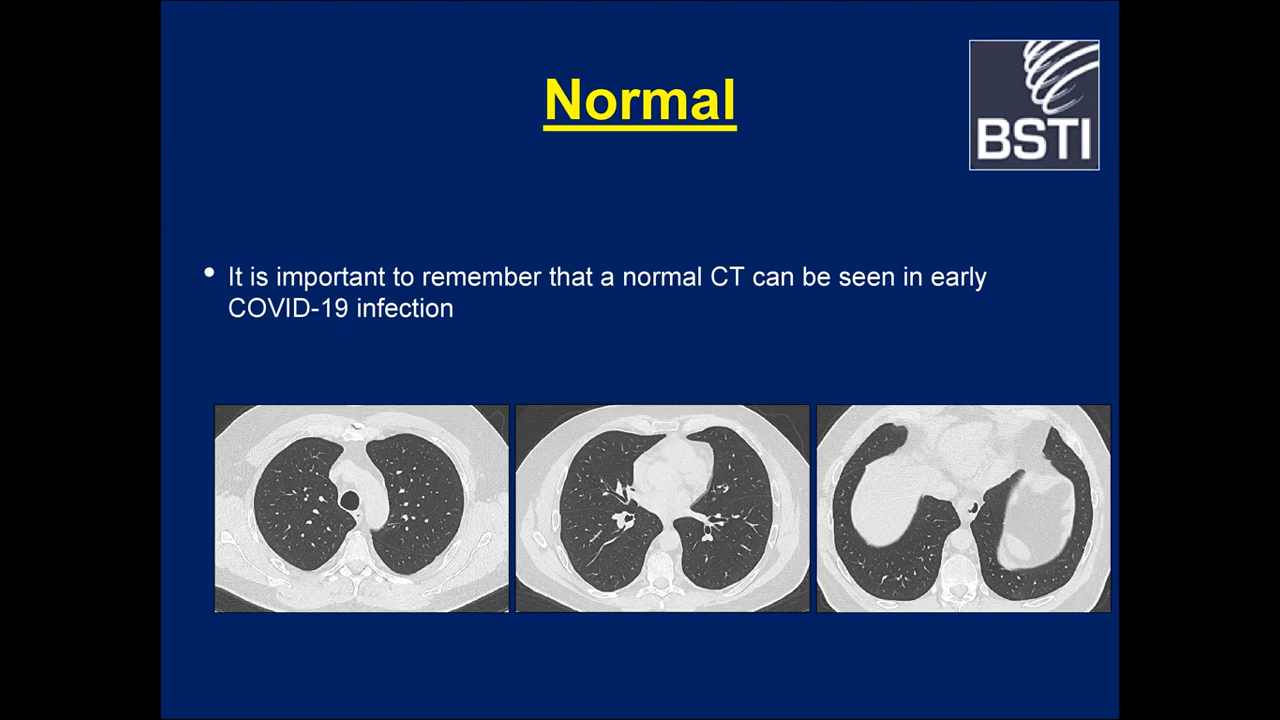 Normal
BSTI
• It is important to remember that a normal CT can be seen in early
COVID-19 infection